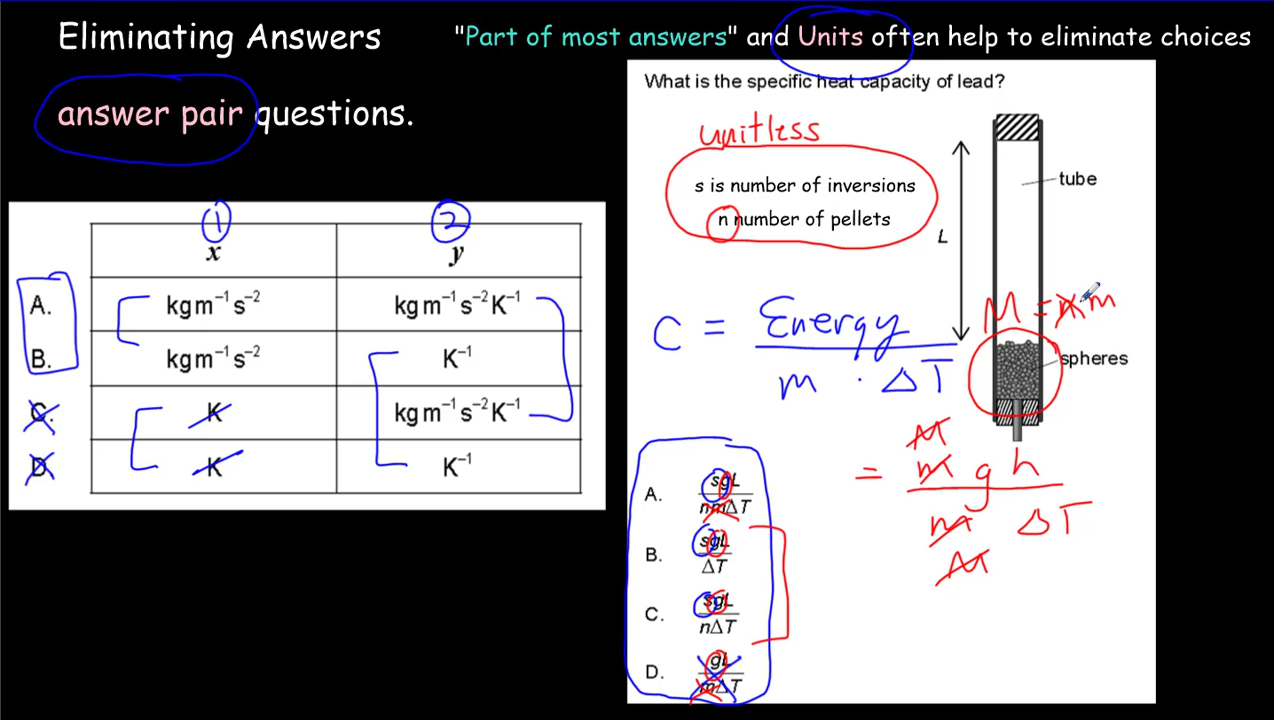 Eliminating Answers
"Part of most answers" and Units often help to eliminate choices
answer pair questions.
What is the specific heat capacity of lead?
unitless
s is number of inversions
n number of pellets
L
tube
spheres
M = n m
C = Energy
m · ΔT
M
= m g h
m ΔT
M
A. sgL
nmΔT
B. sgL
ΔT
C. sgL
nΔT
D. gL
mΔT
1 2
x y
A. kg m⁻¹ s⁻² kg m⁻¹ s⁻² K⁻¹
B. kg m⁻¹ s⁻² K⁻¹
C. K kg m⁻¹ s⁻² K⁻¹
D. K K⁻¹